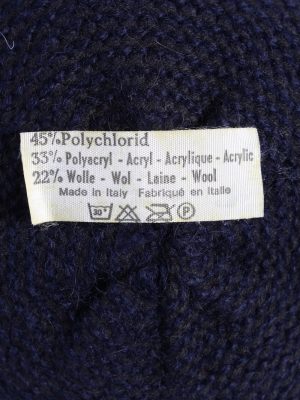 45% Polychlorid
33% Polyacryl - Acryl - Acrylique - Acrylic
22% Wolle - Wol - Laine - Wool
Made in Italy Fabriqué en Italie
30° P